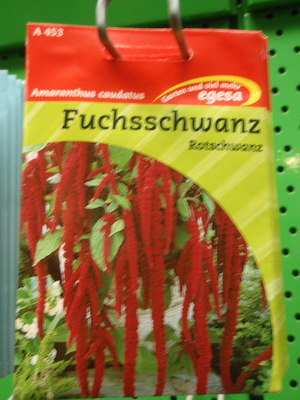 A 453
Amaranthus caudatus
Garten und viel mehr
egesa
Fuchsschwanz
Rotschwanz